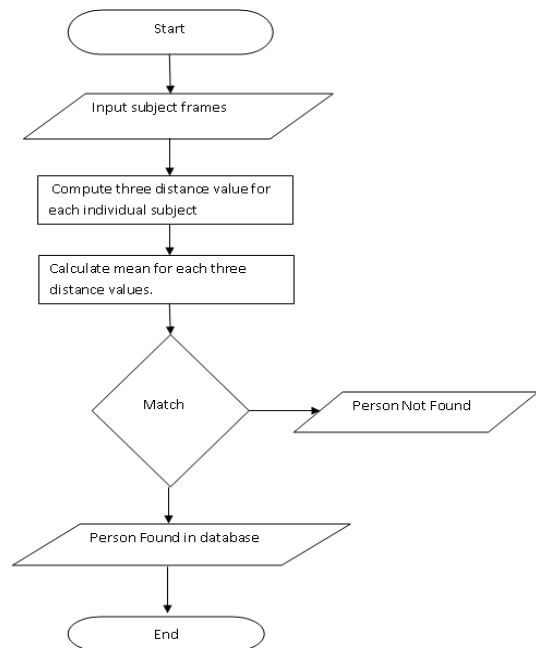 Start
Input subject frames
Compute three distance value for
each individual subject
Calculate mean for each three
distance values.
Match
Person Not Found
Person Found in database
End